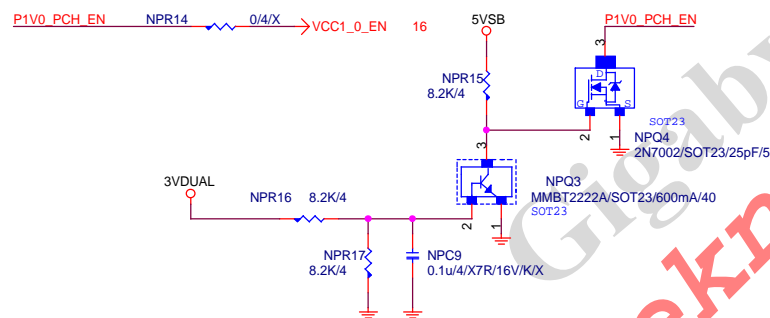 P1V0_PCH_EN
NPR14
0/4/X
VCC1_0_EN
16
5VSB
P1V0_PCH_EN
NPR15
8.2K/4
3
D
G
S
SOT23
2
1
NPQ4
2N7002/SOT23/25pF/5
3
3VDUAL
NPR16
8.2K/4
NPQ3
MMBT2222A/SOT23/600mA/40
SOT23
2
1
NPR17
8.2K/4
NPC9
0.1u/4/X7R/16V/K/X
Gigaby
ekn